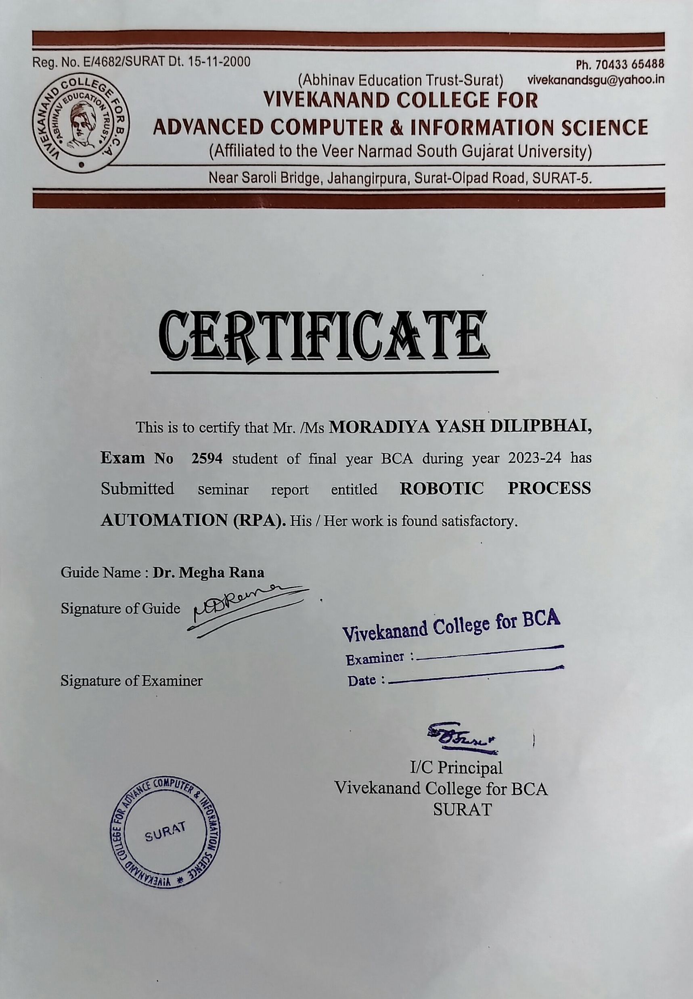 Reg. No. E/4682/SURAT Dt. 15-11-2000
Ph. 70433 65488
(Abhinav Education Trust-Surat)
vivekanandsgu@yahoo.in
VIVEKANAND COLLEGE FOR B.C.A.
•ABHINAV EDUCATION TRUST•
VIVEKANAND COLLEGE FOR
ADVANCED COMPUTER & INFORMATION SCIENCE
(Affiliated to the Veer Narmad South Gujarat University)
Near Saroli Bridge, Jahangirpura, Surat-Olpad Road, SURAT-5.
CERTIFICATE
This is to certify that Mr. /Ms MORADIYA YASH DILIPBHAI,
Exam No 2594 student of final year BCA during year 2023-24 has
Submitted seminar report entitled ROBOTIC PROCESS
AUTOMATION (RPA). His / Her work is found satisfactory.
Guide Name : Dr. Megha Rana
Signature of Guide
Vivekanand College for BCA
Examiner :
Date :
Signature of Examiner
I/C Principal
Vivekanand College for BCA
SURAT
VIVEKANAND COLLEGE FOR ADVANCE COMPUTER & INFORMATION SCIENCE *
SURAT